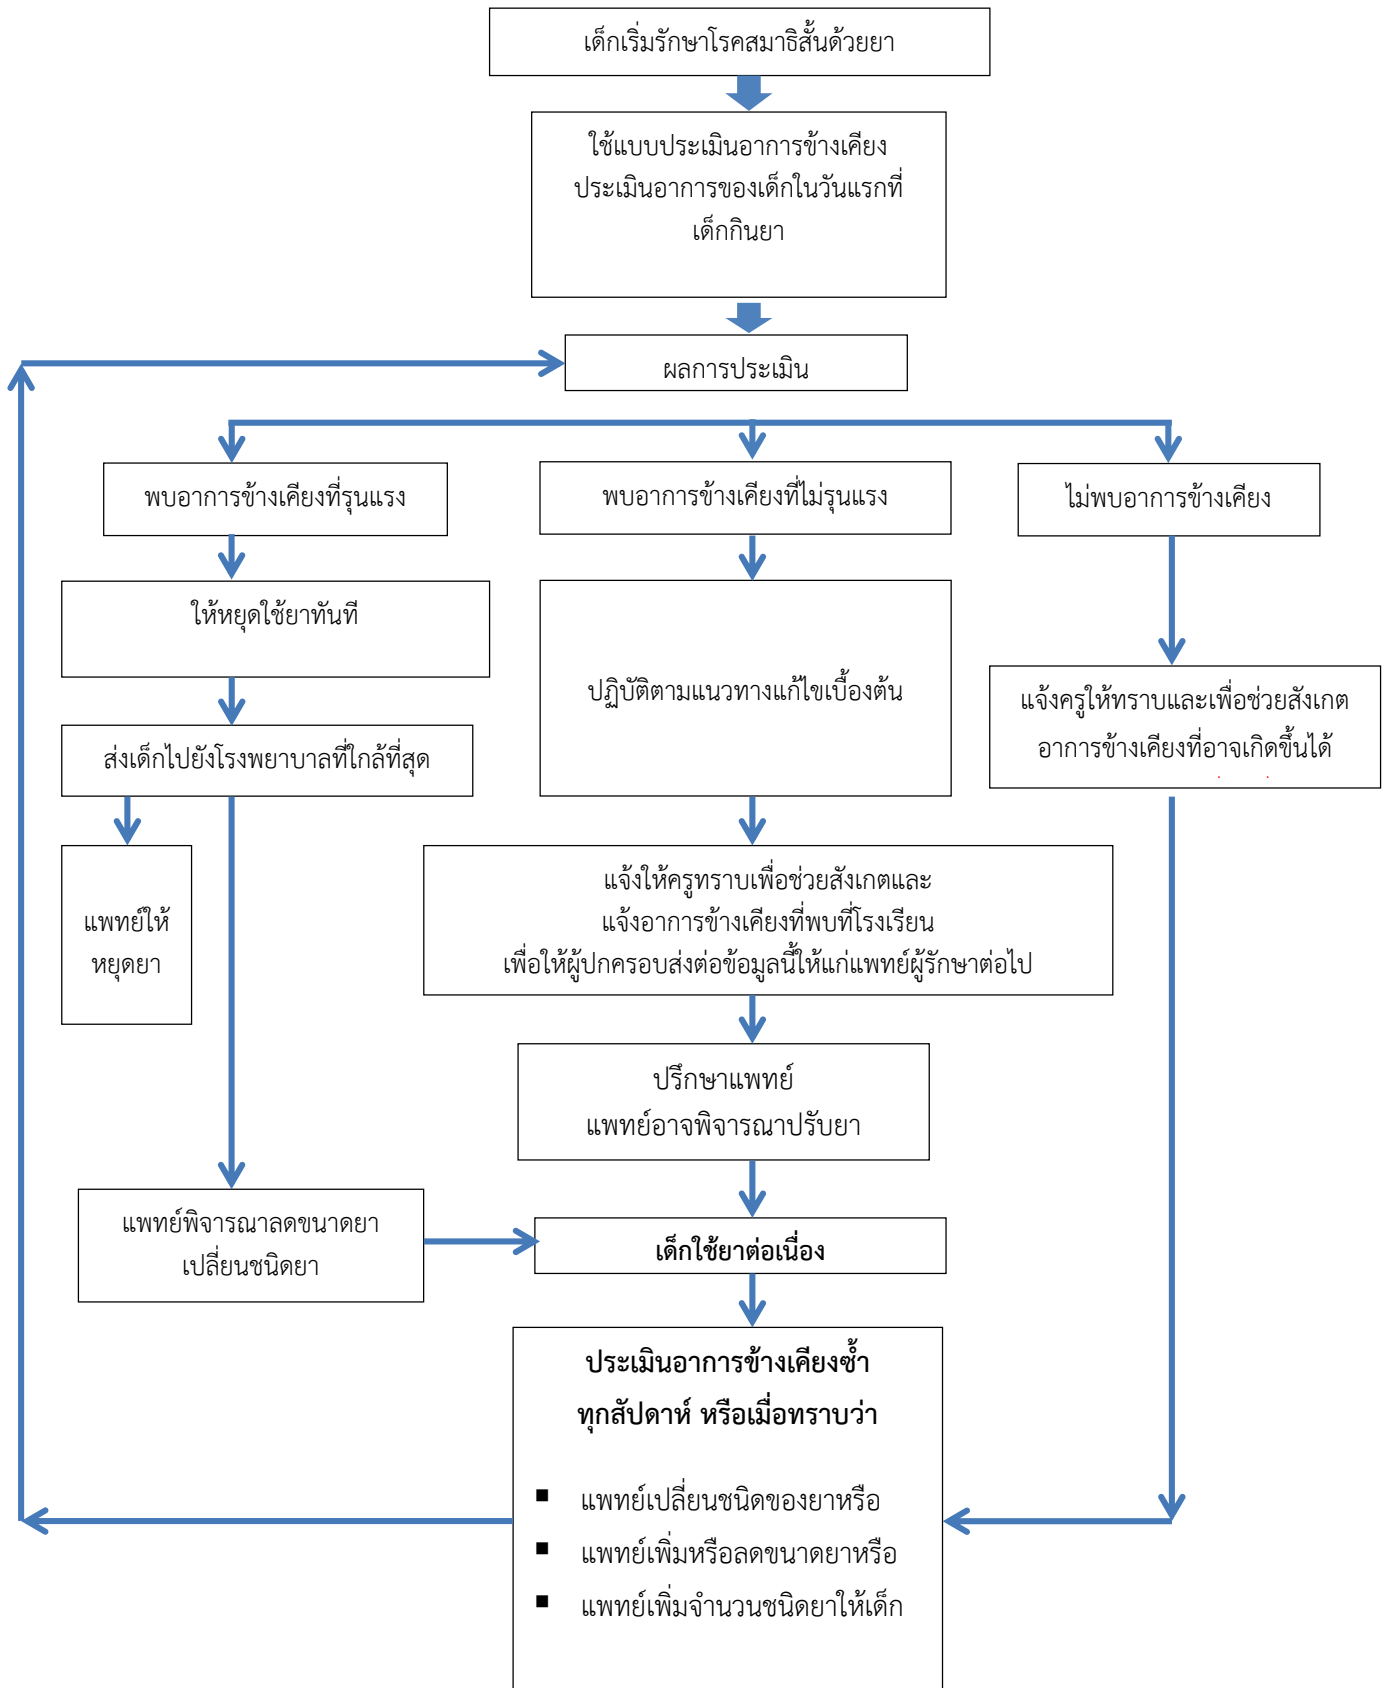 เด็กเริ่มรักษาโรคสมาธิสั้นด้วยยา
ใช้แบบประเมินอาการข้างเคียง
ประเมินอาการของเด็กในวันแรกที่
เด็กกินยา
ผลการประเมิน
พบอาการข้างเคียงที่รุนแรง
พบอาการข้างเคียงที่ไม่รุนแรง
ไม่พบอาการข้างเคียง
ให้หยุดใช้ยาทันที
ปฏิบัติตามแนวทางแก้ไขเบื้องต้น
แจ้งครูให้ทราบและเพื่อช่วยสังเกต
อาการข้างเคียงที่อาจเกิดขึ้นได้
ส่งเด็กไปยังโรงพยาบาลที่ใกล้ที่สุด
แพทย์ให้
หยุดยา
แจ้งให้ครูทราบเพื่อช่วยสังเกตและ
แจ้งอาการข้างเคียงที่พบที่โรงเรียน
เพื่อให้ผู้ปกครอบส่งต่อข้อมูลนี้ให้แก่แพทย์ผู้รักษาต่อไป
ปรึกษาแพทย์
แพทย์อาจพิจารณาปรับยา
แพทย์พิจารณาลดขนาดยา
เปลี่ยนชนิดยา
เด็กใช้ยาต่อเนื่อง
ประเมินอาการข้างเคียงซ้ำ
ทุกสัปดาห์ หรือเมื่อทราบว่า
▪ แพทย์เปลี่ยนชนิดของยาหรือ
▪ แพทย์เพิ่มหรือลดขนาดยาหรือ
▪ แพทย์เพิ่มจำนวนชนิดยาให้เด็ก